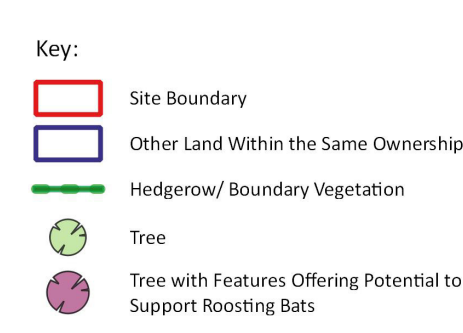 Key:
Site Boundary
Other Land Within the Same Ownership
Hedgerow/ Boundary Vegetation
Tree
Tree with Features Offering Potential to
Support Roosting Bats